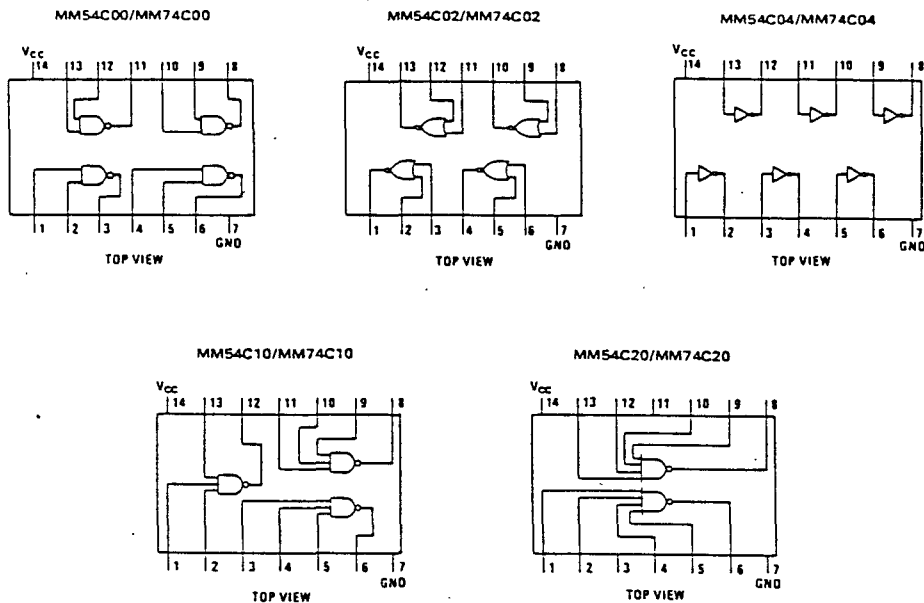 MM54C00/MM74C00
VCC
14 13 12 11 10 9 8
1 2 3 4 5 6 7
GND
TOP VIEW
MM54C02/MM74C02
VCC
14 13 12 11 10 9 8
1 2 3 4 5 6 7
GND
TOP VIEW
MM54C04/MM74C04
VCC
14 13 12 11 10 9 8
1 2 3 4 5 6 7
GND
TOP VIEW
MM54C10/MM74C10
VCC
14 13 12 11 10 9 8
1 2 3 4 5 6 7
GND
TOP VIEW
MM54C20/MM74C20
VCC
14 13 12 11 10 9 8
1 2 3 4 5 6 7
GND
TOP VIEW